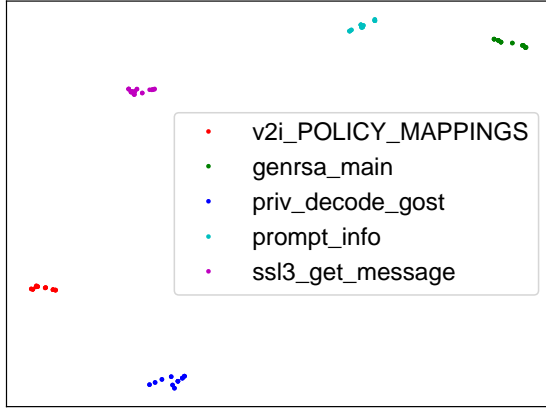 v2i_POLICY_MAPPINGS
genrsa_main
priv_decode_gost
prompt_info
ssl3_get_message